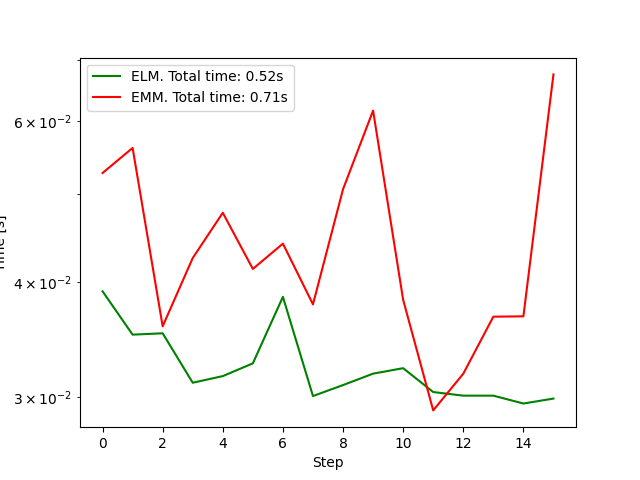 ELM. Total time: 0.52s
EMM. Total time: 0.71s
6 × 10⁻²
4 × 10⁻²
3 × 10⁻²
Time [s]
0 2 4 6 8 10 12 14
Step